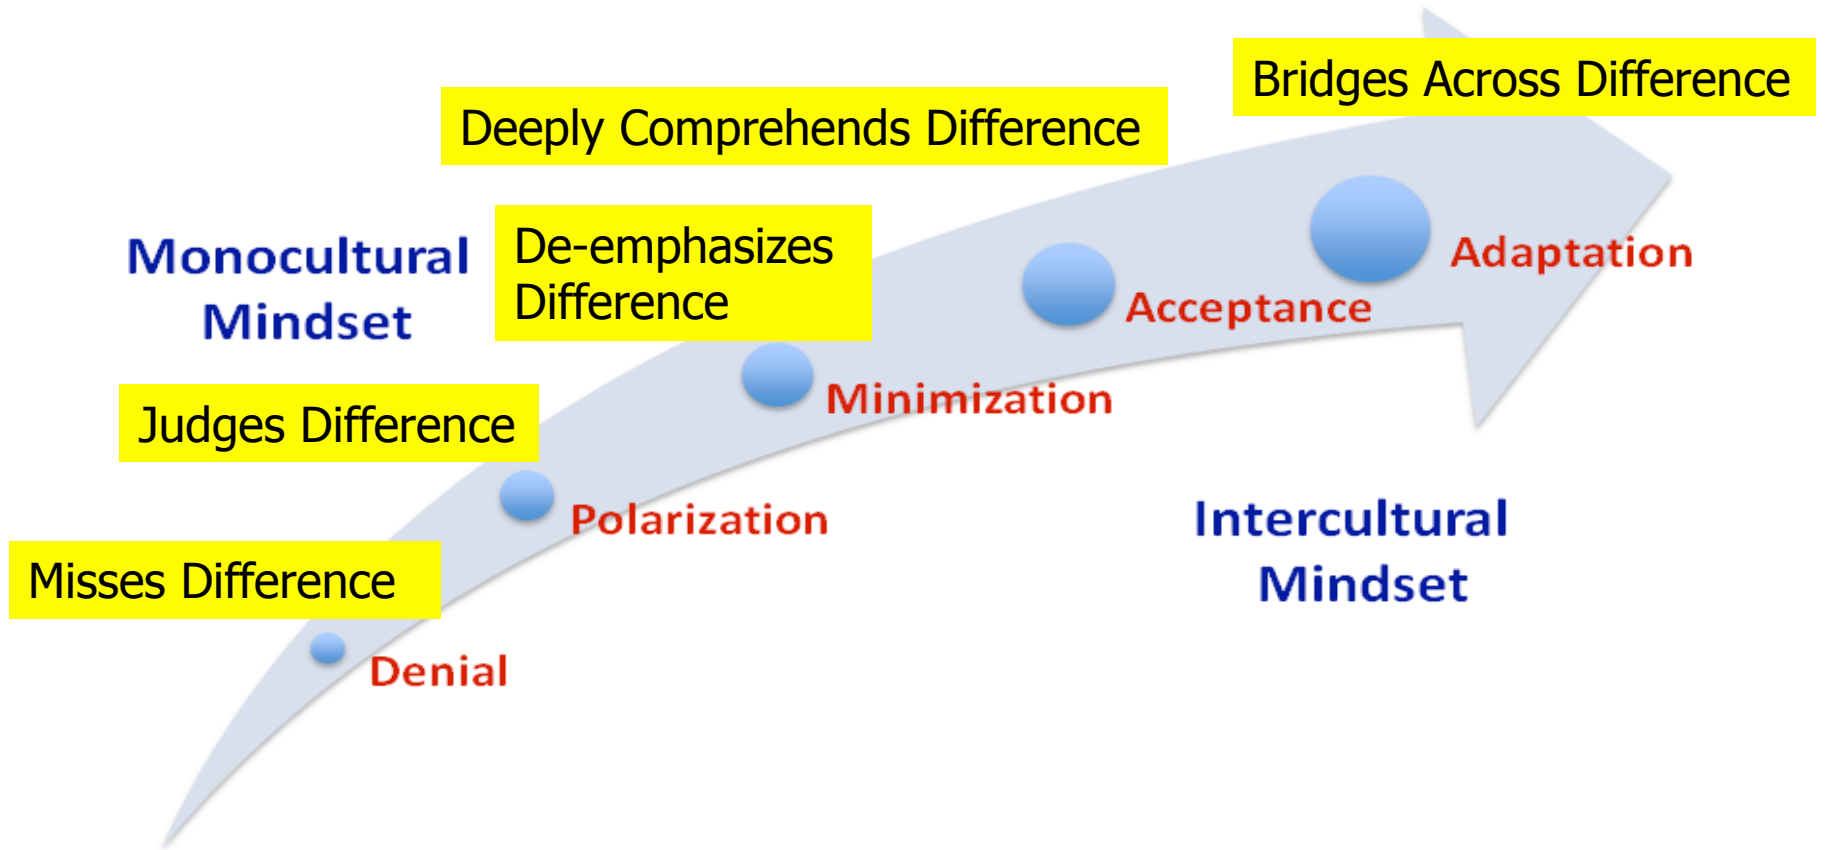 Bridges Across Difference
Deeply Comprehends Difference
Monocultural
Mindset
De-emphasizes
Difference
Adaptation
Acceptance
Judges Difference
Minimization
Polarization
Intercultural
Mindset
Misses Difference
Denial